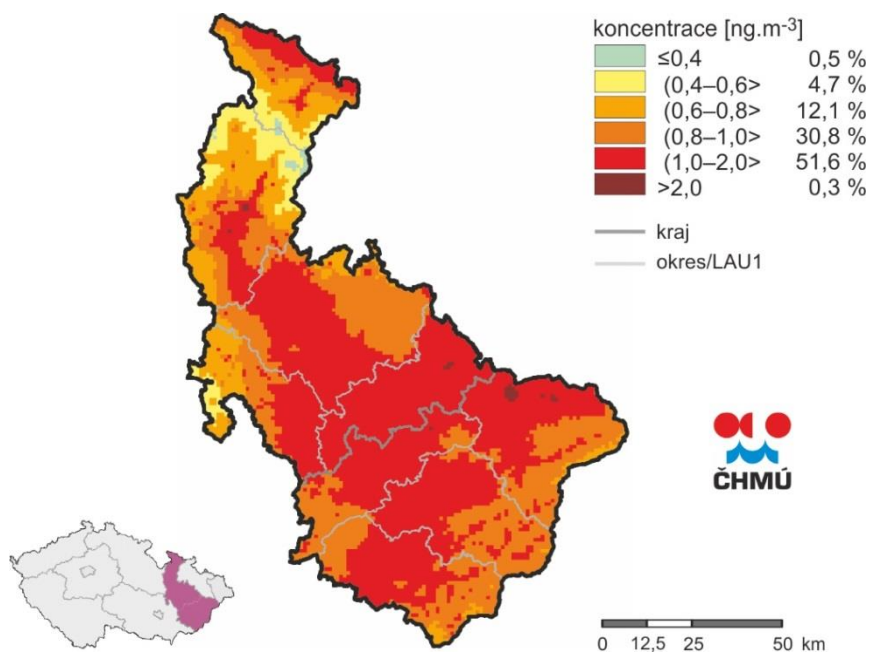 koncentrace [ng.m-3]
≤0,4 0,5 %
(0,4–0,6> 4,7 %
(0,6–0,8> 12,1 %
(0,8–1,0> 30,8 %
(1,0–2,0> 51,6 %
>2,0 0,3 %
kraj
okres/LAU1
ČHMÚ
0 12,5 25 50 km